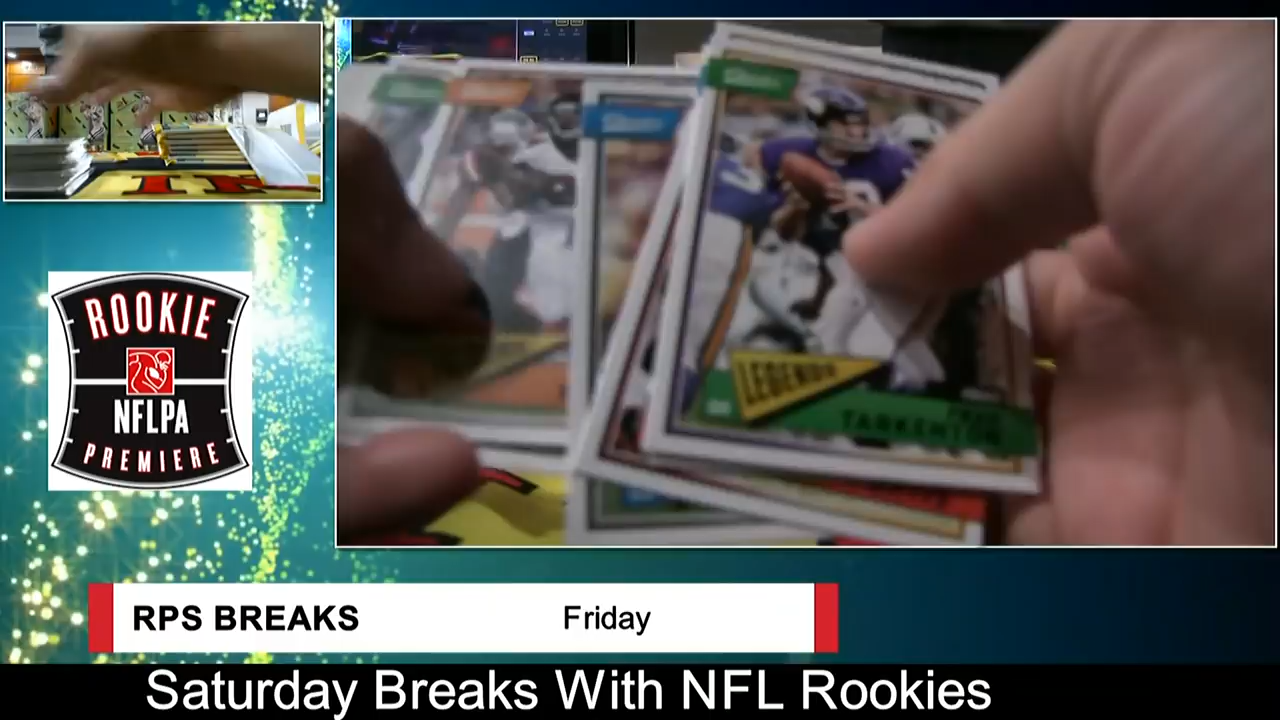 ROOKIE
NFLPA
PREMIERE
LEGENDS
TARKENTON
RPS BREAKS
Friday
Saturday Breaks With NFL Rookies